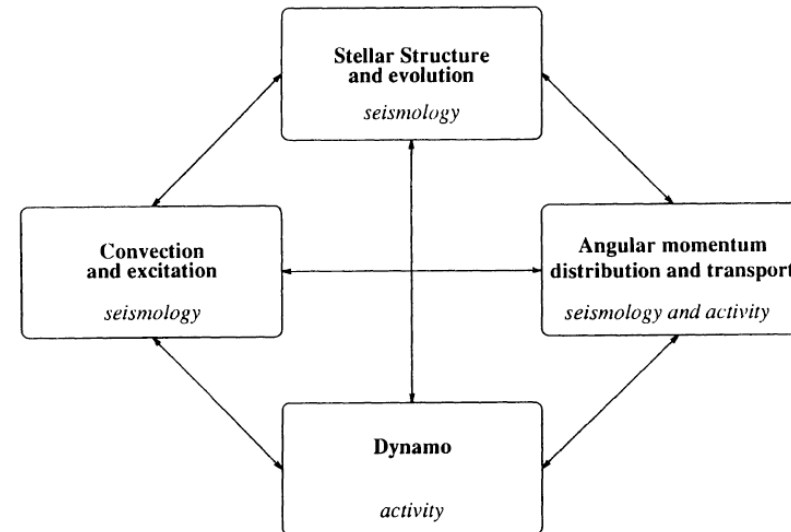 Stellar Structure
and evolution
seismology
Convection
and excitation
seismology
Angular momentum
distribution and transport
seismology and activity
Dynamo
activity